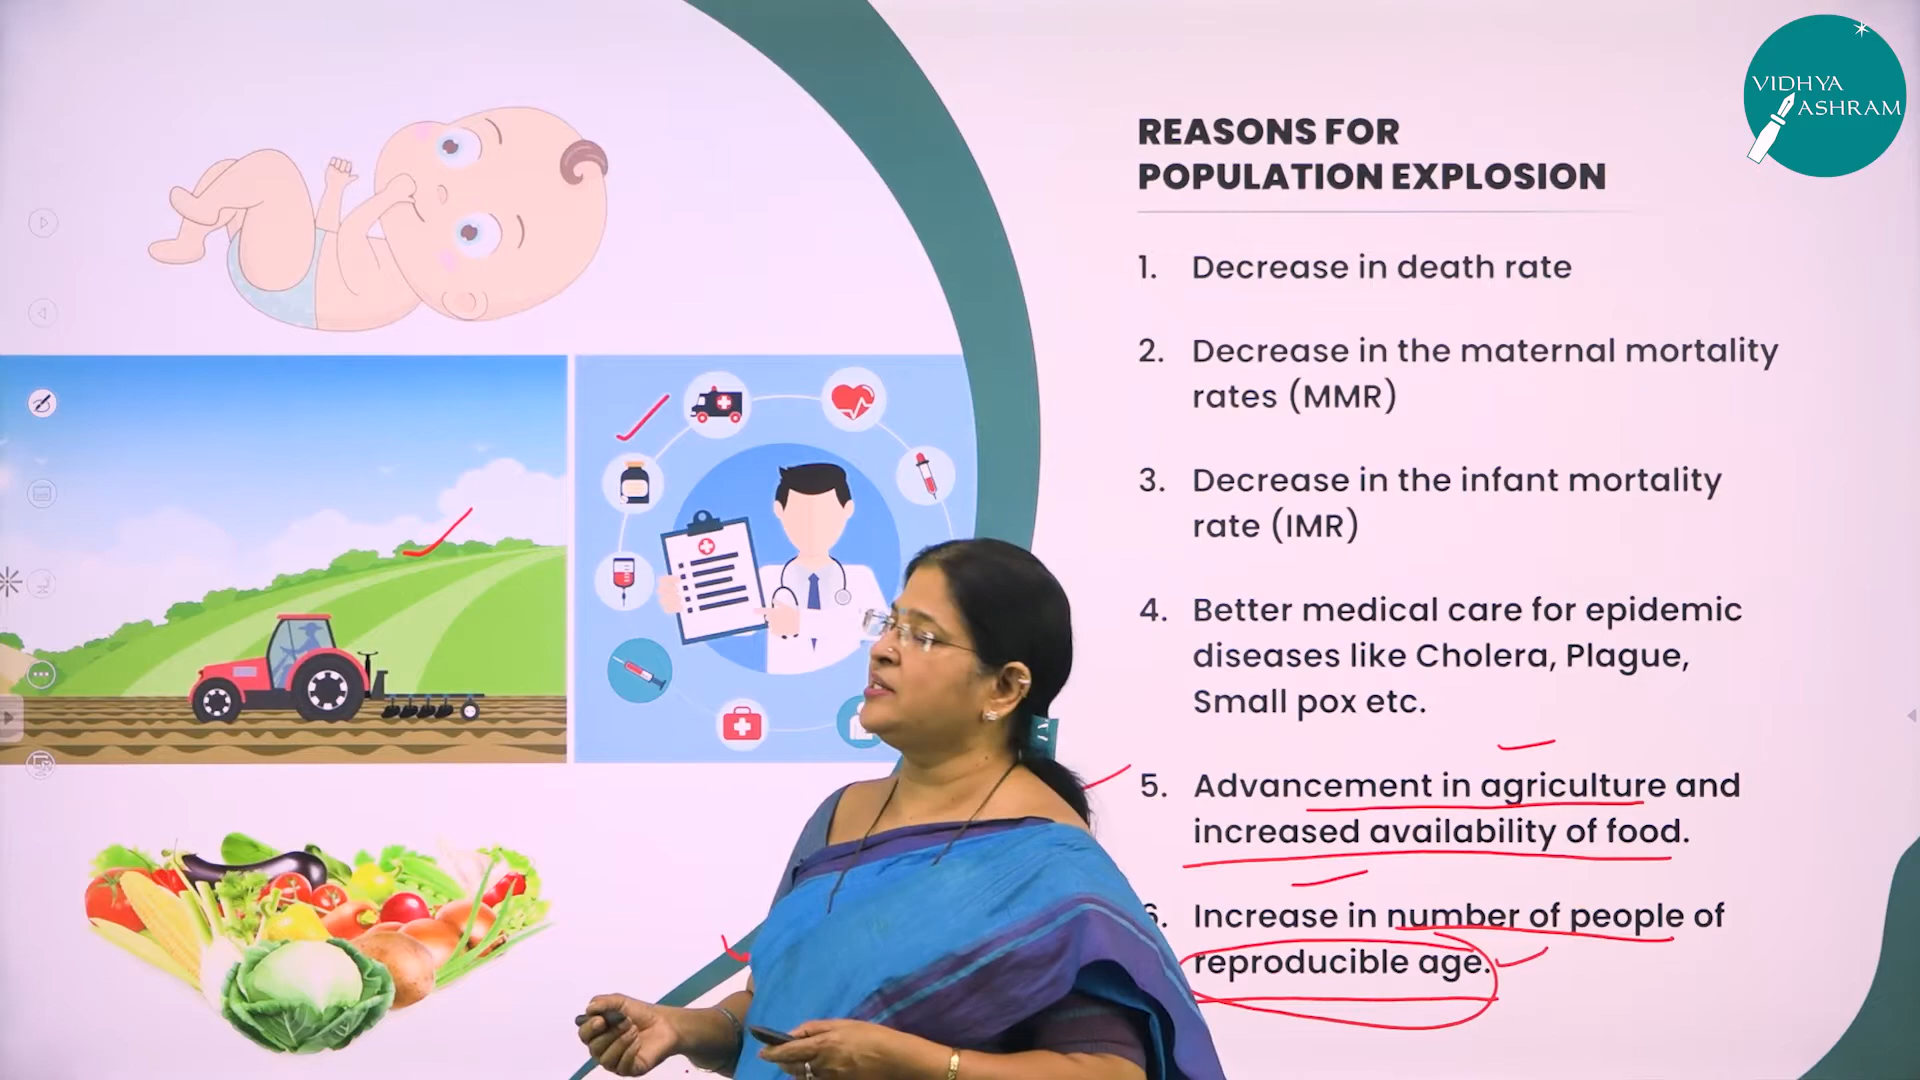 VIDHYA
ASHRAM
REASONS FOR
POPULATION EXPLOSION
1. Decrease in death rate
2. Decrease in the maternal mortality
rates (MMR)
3. Decrease in the infant mortality
rate (IMR)
4. Better medical care for epidemic
diseases like Cholera, Plague,
Small pox etc.
5. Advancement in agriculture and
increased availability of food.
6. Increase in number of people of
reproducible age.